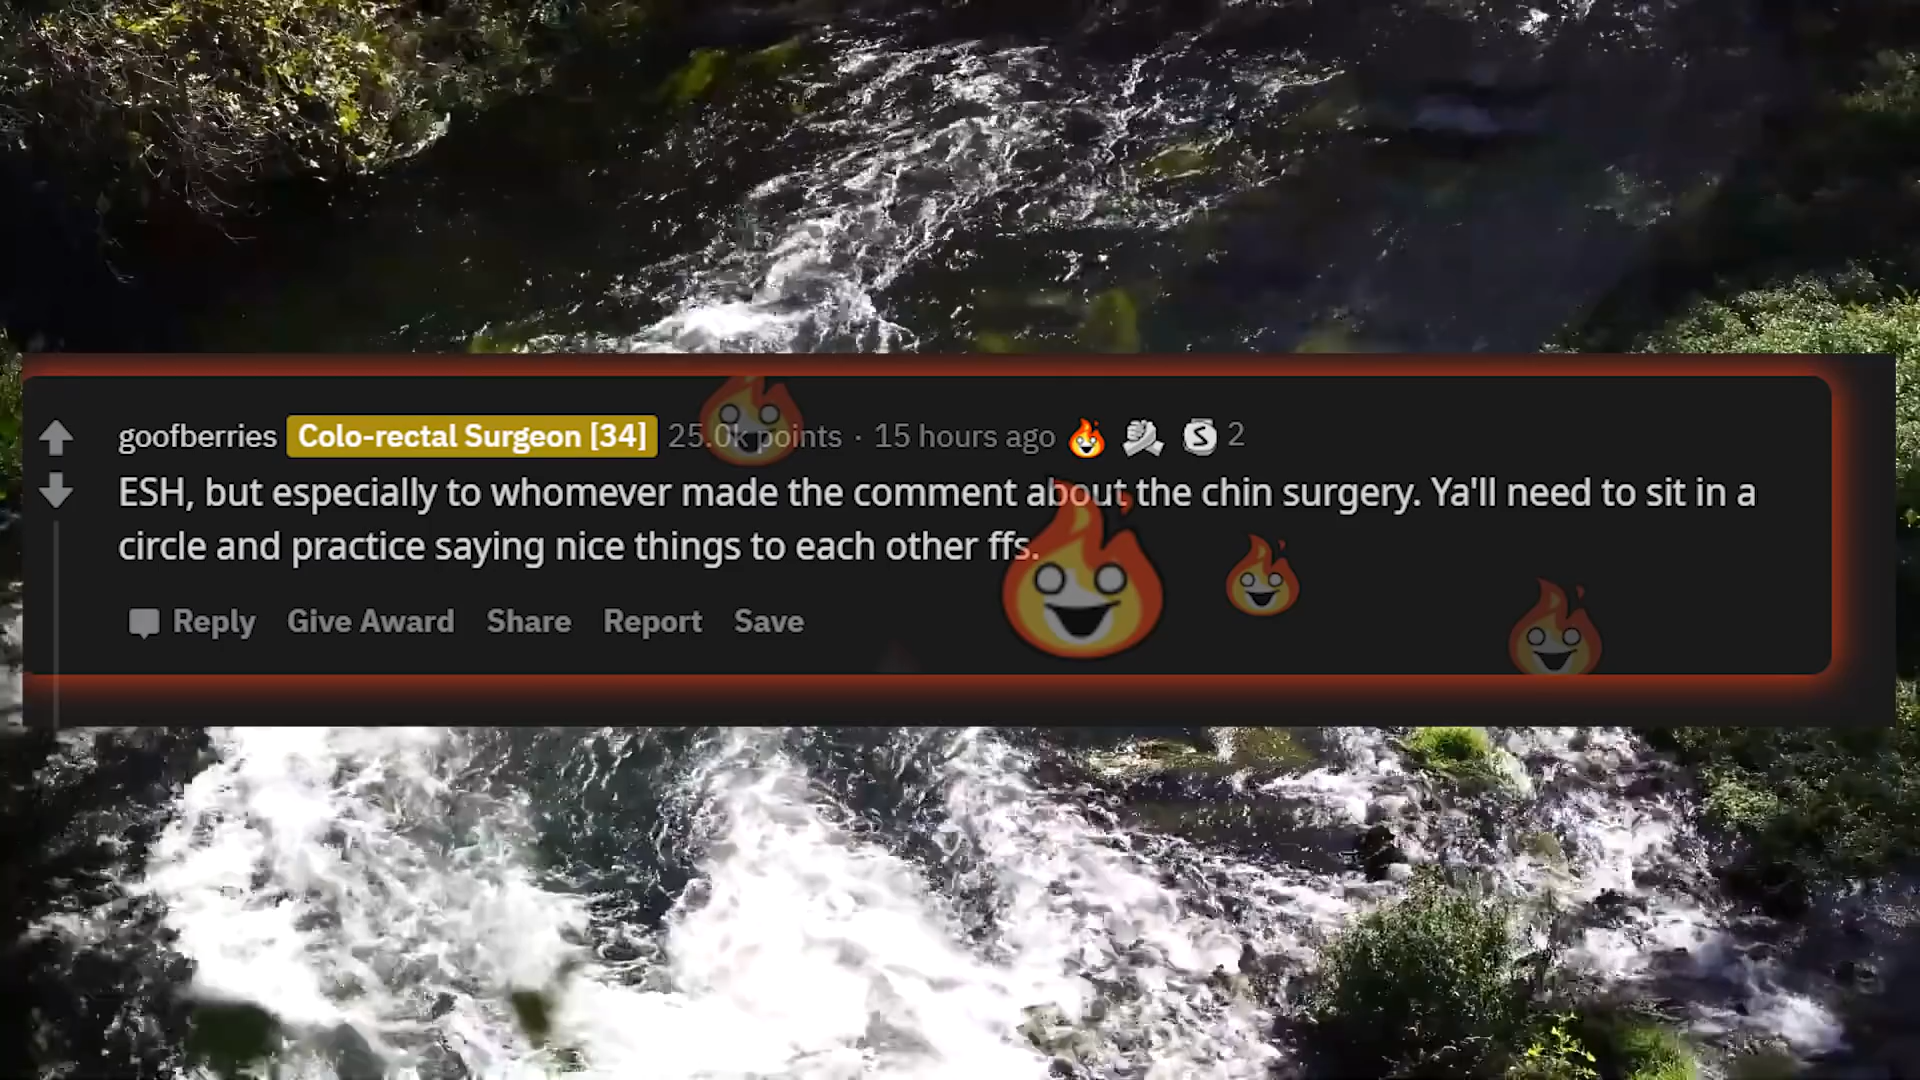 goofberries Colo-rectal Surgeon [34] 25.0k points · 15 hours ago 2
ESH, but especially to whomever made the comment about the chin surgery. Ya'll need to sit in a
circle and practice saying nice things to each other ffs.
Reply Give Award Share Report Save